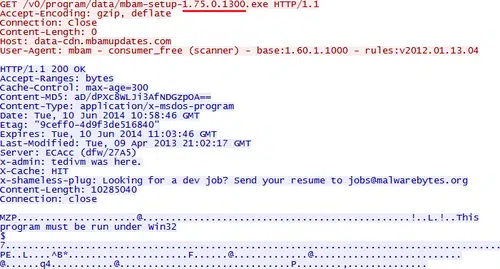 GET /v0/program/data/mbam-setup-1.75.0.1300.exe HTTP/1.1
Accept-Encoding: gzip, deflate
Connection: Close
Content-Length: 0
Host: data-cdn.mbamupdates.com
User-Agent: mbam - consumer_free (scanner) - base:1.60.1.1000 - rules:v2012.01.13.04
HTTP/1.1 200 OK
Accept-Ranges: bytes
Cache-Control: max-age=300
Content-MD5: aD/dPXc8wLJi3AfNDGzpOA==
Content-Type: application/x-msdos-program
Date: Tue, 10 Jun 2014 10:58:46 GMT
Etag: "9ceff0-4d9f3de516840"
Expires: Tue, 10 Jun 2014 11:03:46 GMT
Last-Modified: Tue, 09 Apr 2013 21:02:17 GMT
Server: ECAcc (dfw/27A5)
x-admin: tedivm was here.
X-Cache: HIT
x-shameless-plug: Looking for a dev job? Send your resume to jobs@malwarebytes.org
Content-Length: 10285040
Connection: close
MZP.....................@..............................................!..L.!..This
program must be run under Win32
$
7...................................................................................
PE..L....^B*.....................F......@.............@.......................
@......q4...........@..............................P........,................